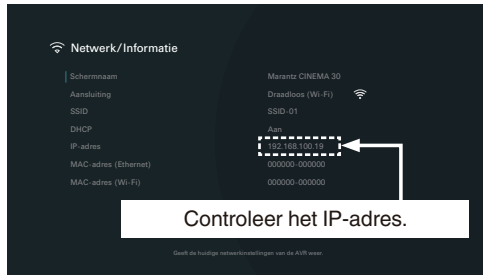 Netwerk/Informatie
Schermnaam Marantz CINEMA 30
Aansluiting Draadloos (Wi-Fi)
SSID SSID-01
DHCP Aan
IP-adres 192.168.100.19
MAC-adres (Ethernet) 000000-000000
MAC-adres (Wi-Fi) 000000-000000
Controleer het IP-adres.
Geeft de huidige netwerkinstellingen van de AVR weer.